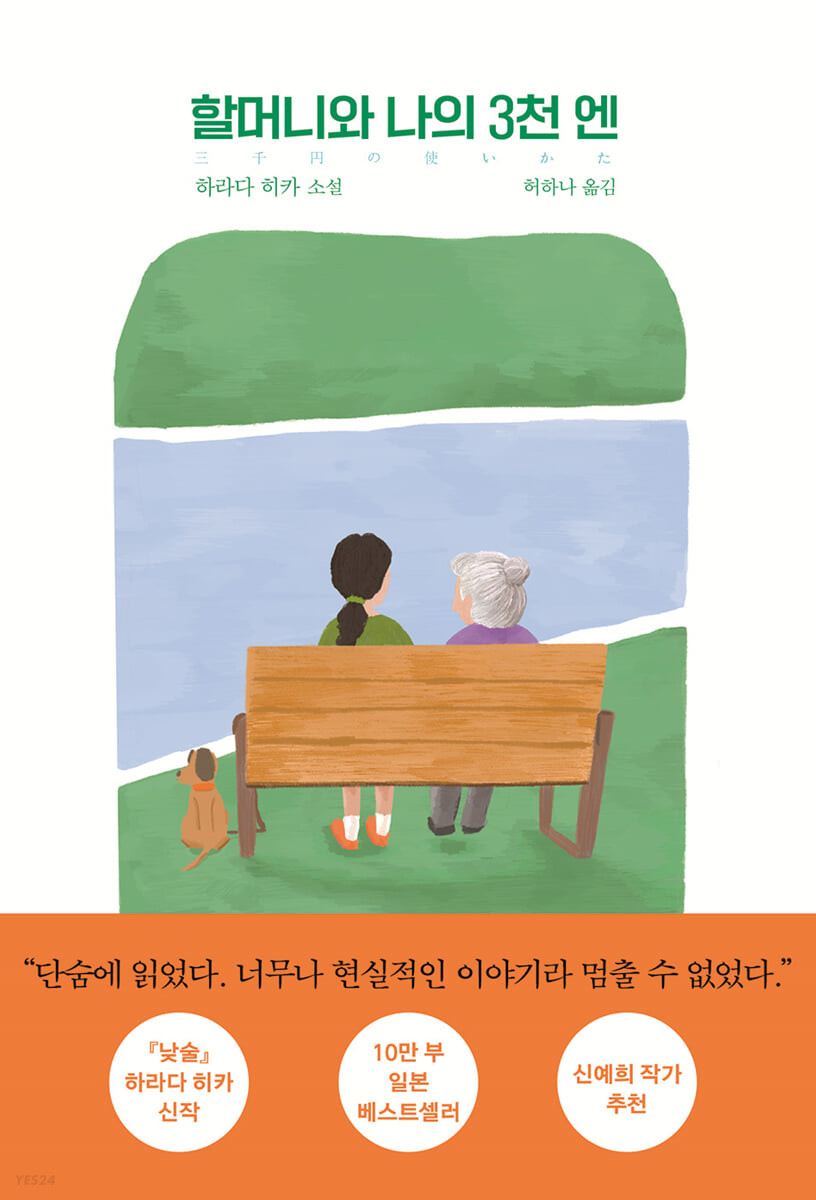 할머니와 나의 3천 엔
三千円の使いかた
하라다 히카 소설 허하나 옮김
“단숨에 읽었다. 너무나 현실적인 이야기라 멈출 수 없었다.”
『낮술』
하라다 히카
신작
10만 부
일본
베스트셀러
신예희 작가
추천
YES24